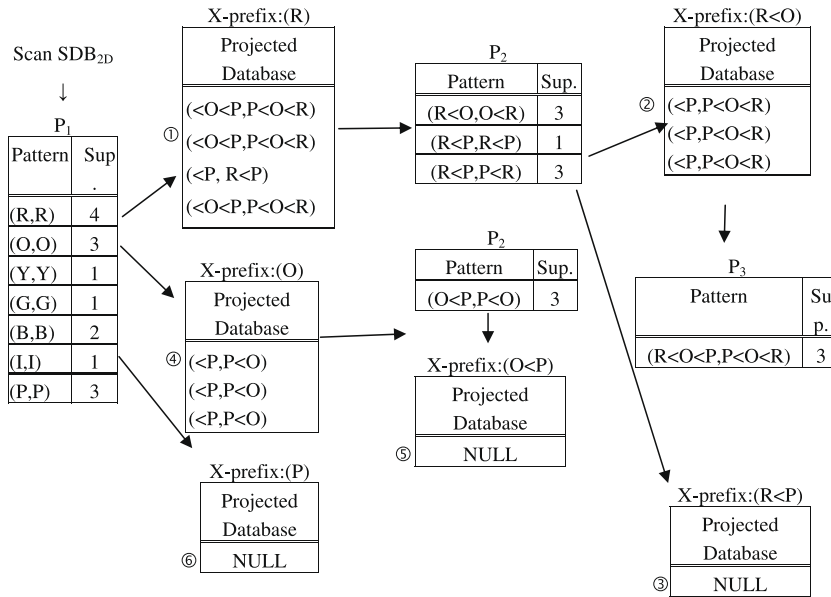 Scan SDB2D
↓
P1
Pattern Sup.
(R,R) 4
(O,O) 3
(Y,Y) 1
(G,G) 1
(B,B) 2
(I,I) 1
(P,P) 3
X-prefix:(R)
Projected
Database
①
(<O<P,P<O<R)
(<O<P,P<O<R)
(<P, R<P)
(<O<P,P<O<R)
P2
Pattern Sup.
(R<O,O<R) 3
(R<P,R<P) 1
(R<P,P<R) 3
X-prefix:(R<O)
Projected
Database
②
(<P,P<O<R)
(<P,P<O<R)
(<P,P<O<R)
P3
Pattern Sup.
(R<O<P,P<O<R) 3
X-prefix:(R<P)
Projected
Database
③ NULL
X-prefix:(O)
Projected
Database
④ (<P,P<O)
(<P,P<O)
(<P,P<O)
P2
Pattern Sup.
(O<P,P<O) 3
X-prefix:(O<P)
Projected
Database
⑤ NULL
X-prefix:(P)
Projected
Database
⑥ NULL